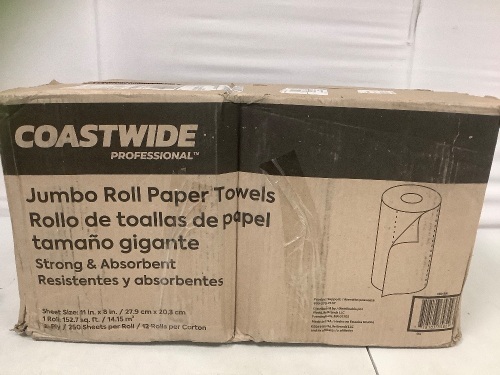 COASTWIDE
PROFESSIONAL™
Jumbo Roll Paper Towels
Rollo de toallas de papel
tamaño gigante
Strong & Absorbent
Resistentes y absorbentes
Sheet Size: 11 in. x 8 in. / 27.9 cm x 20.3 cm
1 Roll: 152.7 sq. ft. / 14.15 m²
2-Ply / 250 Sheets per Roll / 12 Rolls per Carton